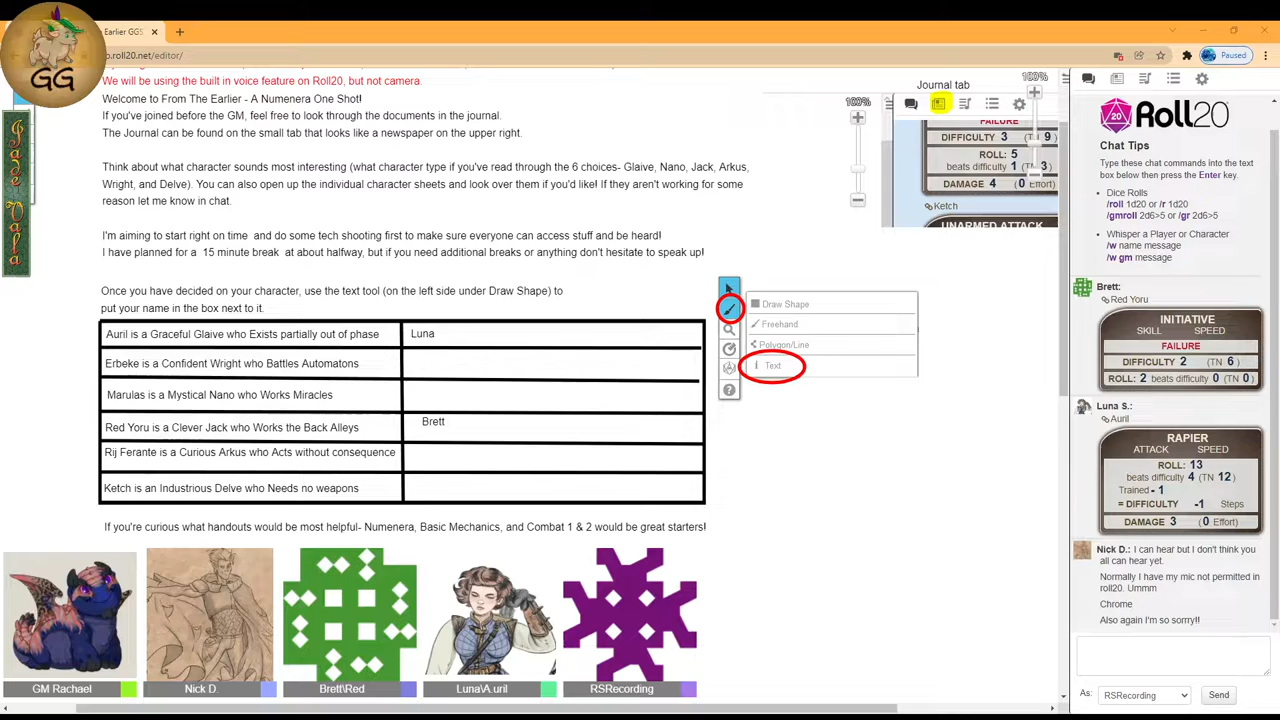 Earlier GGS
Paused
.roll20.net/editor/
GG
Jade Valla
We will be using the built in voice feature on Roll20, but not camera.
Welcome to From The Earlier - A Numenera One Shot!
If you've joined before the GM, feel free to look through the documents in the journal.
The Journal can be found on the small tab that looks like a newspaper on the upper right.
Think about what character sounds most interesting (what character type if you've read through the 6 choices- Glaive, Nano, Jack, Arkus,
Wright, and Delve). You can also open up the individual character sheets and look over them if you'd like! If they aren't working for some
reason let me know in chat.
I'm aiming to start right on time and do some tech shooting first to make sure everyone can access stuff and be heard!
I have planned for a 15 minute break at about halfway, but if you need additional breaks or anything don't hesitate to speak up!
Once you have decided on your character, use the text tool (on the left side under Draw Shape) to
put your name in the box next to it.
Auril is a Graceful Glaive who Exists partially out of phase Luna
Erbeke is a Confident Wright who Battles Automatons
Marulas is a Mystical Nano who Works Miracles
Red Yoru is a Clever Jack who Works the Back Alleys Brett
Rij Ferante is a Curious Arkus who Acts without consequence
Ketch is an Industrious Delve who Needs no weapons
If you're curious what handouts would be most helpful- Numenera, Basic Mechanics, and Combat 1 & 2 would be great starters!
Draw Shape
Freehand
Polygon/Line
Text
Journal tab
100%
100%
FAILURE
DIFFICULTY 3 (TN 9)
ROLL: 5
beats difficulty 1 (TN 3)
DAMAGE 4 (0 Effort)
Ketch
UNARMED ATTACK
GM Rachael
Nick D.
Brett\Red
Luna\A.uril
RSRecording
20
Roll20
Chat Tips
Type these chat commands into the text
box below then press the Enter key.
Dice Rolls
/roll 1d20 or /r 1d20
/gmroll 2d6>5 or /gr 2d6>5
Whisper a Player or Character
/w name message
/w gm message
Brett:
Red Yoru
INITIATIVE
SKILL SPEED
FAILURE
DIFFICULTY 2 (TN 6)
ROLL: 2 beats difficulty 0 (TN 0)
Luna S.:
Auril
RAPIER
ATTACK SPEED
ROLL: 13
beats difficulty 4 (TN 12)
Trained - 1
= DIFFICULTY -1 Steps
DAMAGE 3 (0 Effort)
Nick D.: I can hear but I don't think you
all can hear yet.
Normally I have my mic not permitted in
roll20. Ummm
Chrome
Also again I'm so sorrry!!
As: RSRecording Send